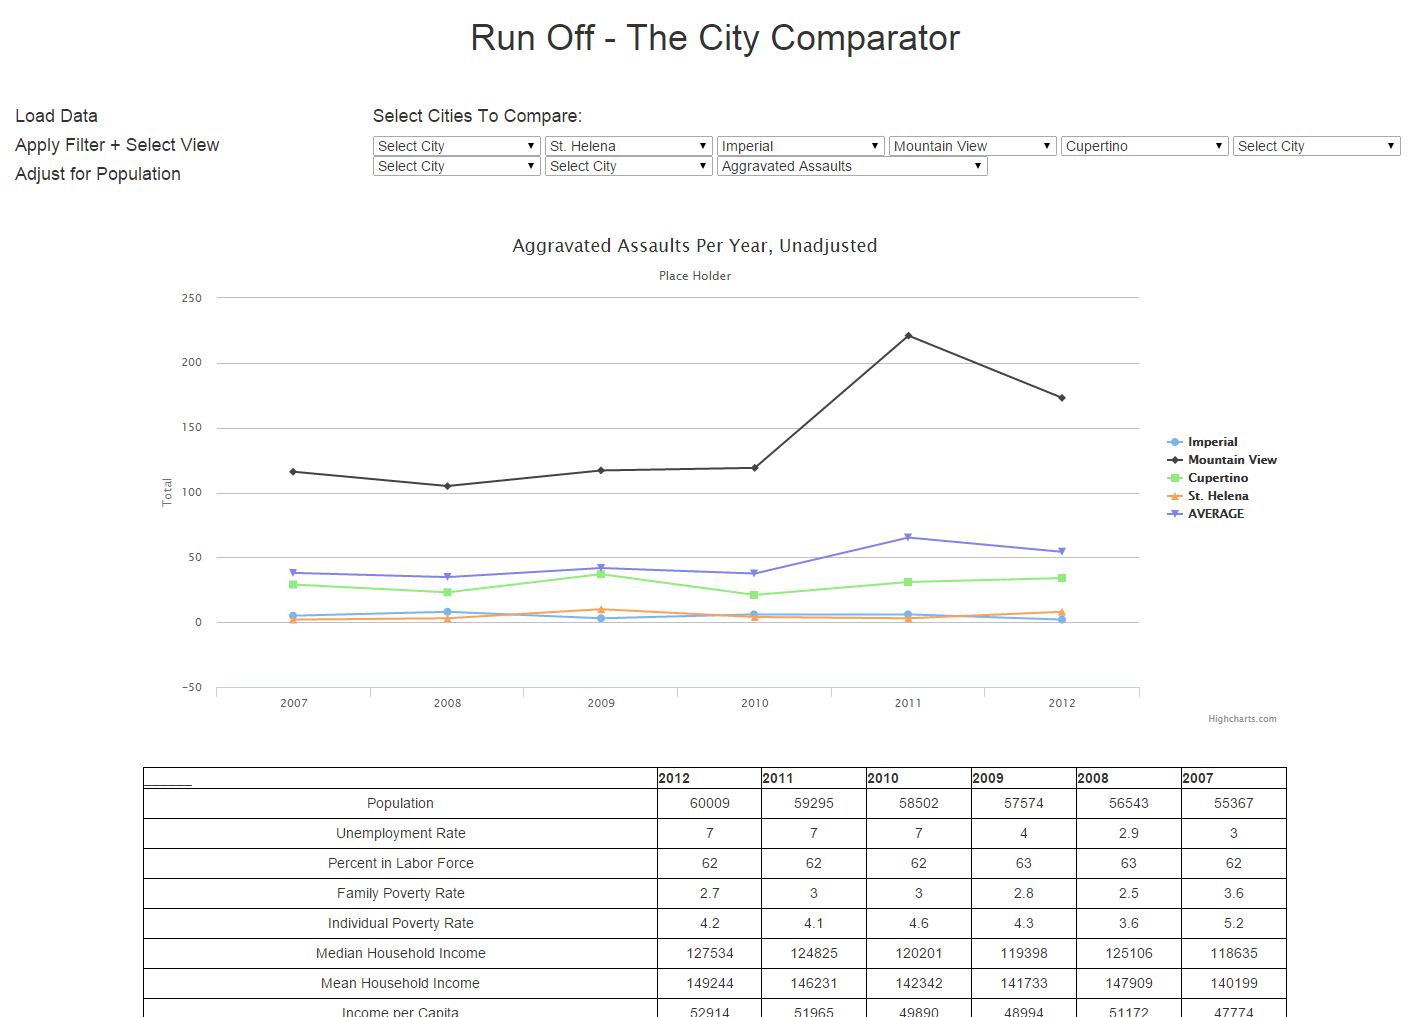 Run Off - The City Comparator
Load Data
Apply Filter + Select View
Adjust for Population
Select Cities To Compare:
Select City St. Helena Imperial Mountain View Cupertino Select City
Select City Select City Aggravated Assaults
Aggravated Assaults Per Year, Unadjusted
Place Holder
250
200
150
100
50
0
-50
Total
2007 2008 2009 2010 2011 2012
Imperial
Mountain View
Cupertino
St. Helena
AVERAGE
Highcharts.com
______ 2012 2011 2010 2009 2008 2007
Population 60009 59295 58502 57574 56543 55367
Unemployment Rate 7 7 7 4 2.9 3
Percent in Labor Force 62 62 62 63 63 62
Family Poverty Rate 2.7 3 3 2.8 2.5 3.6
Individual Poverty Rate 4.2 4.1 4.6 4.3 3.6 5.2
Median Household Income 127534 124825 120201 119398 125106 118635
Mean Household Income 149244 146231 142342 141733 147909 140199
Income per Capita 52914 51965 49890 48994 51172 47774